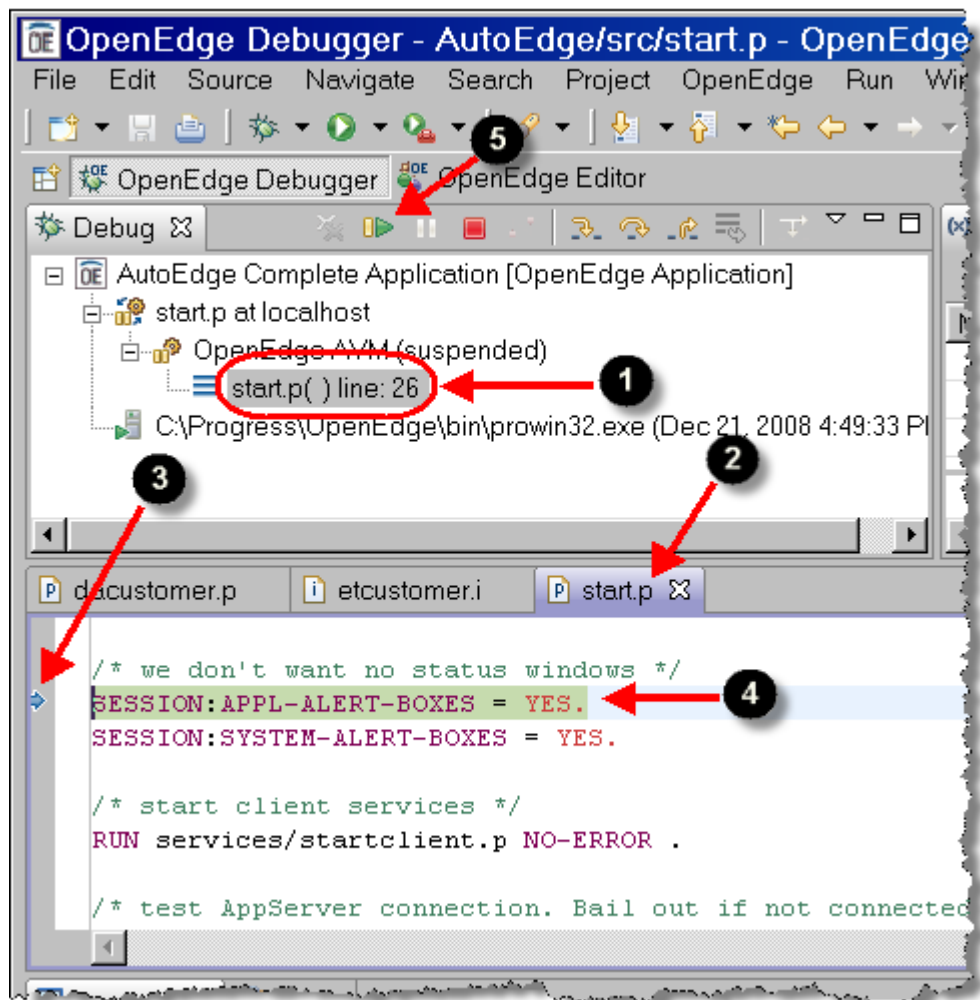 OpenEdge Debugger - AutoEdge/src/start.p - OpenEdge
File Edit Source Navigate Search Project OpenEdge Run Win
5
OpenEdge Debugger OpenEdge Editor
Debug
AutoEdge Complete Application [OpenEdge Application]
start.p at localhost
OpenEdge AVM (suspended)
start.p( ) line: 26
1
C:\Progress\OpenEdge\bin\prowin32.exe (Dec 21, 2008 4:49:33 P
2
3
dacustomer.p etcustomer.i start.p
/* we don't want no status windows */
SESSION:APPL-ALERT-BOXES = YES.
4
SESSION:SYSTEM-ALERT-BOXES = YES.
/* start client services */
RUN services/startclient.p NO-ERROR .
/* test AppServer connection. Bail out if not connected